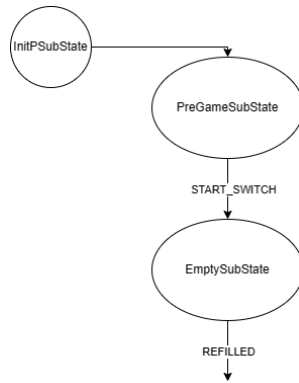 InitPSubState
PreGameSubState
START_SWITCH
EmptySubState
REFILLED